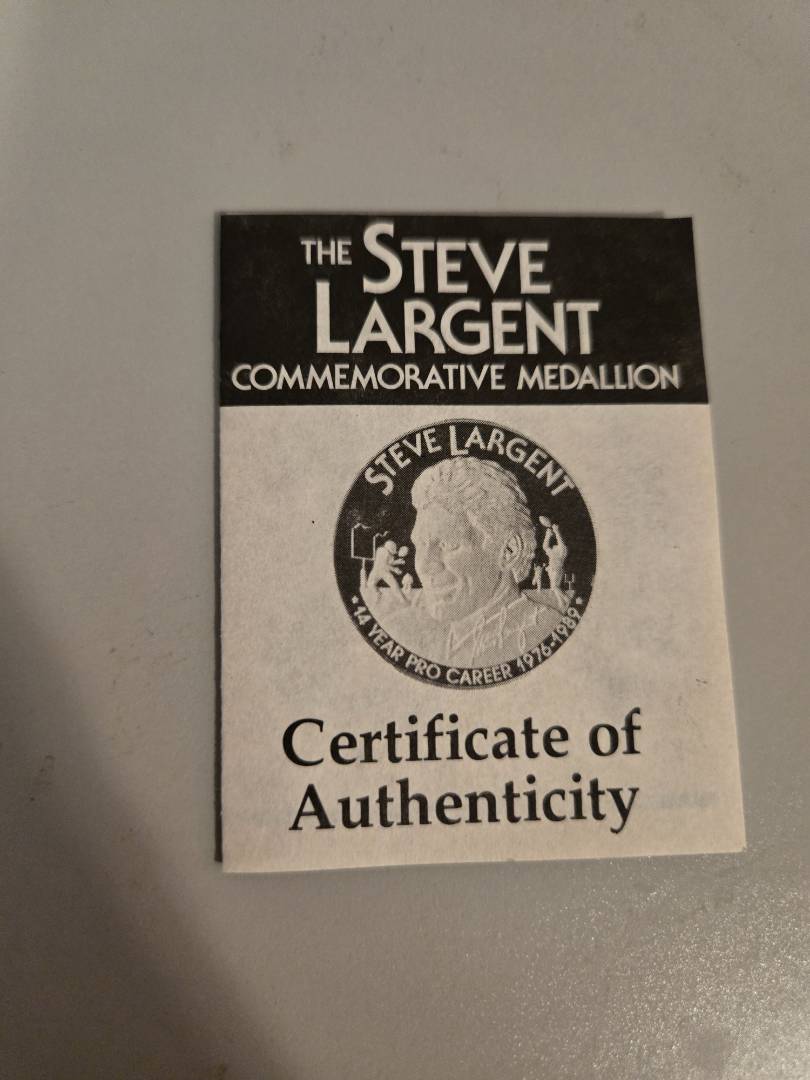 THE STEVE
LARGENT
COMMEMORATIVE MEDALLION
STEVE LARGENT
• 14 YEAR PRO CAREER 1976-1989 •
Certificate of
Authenticity